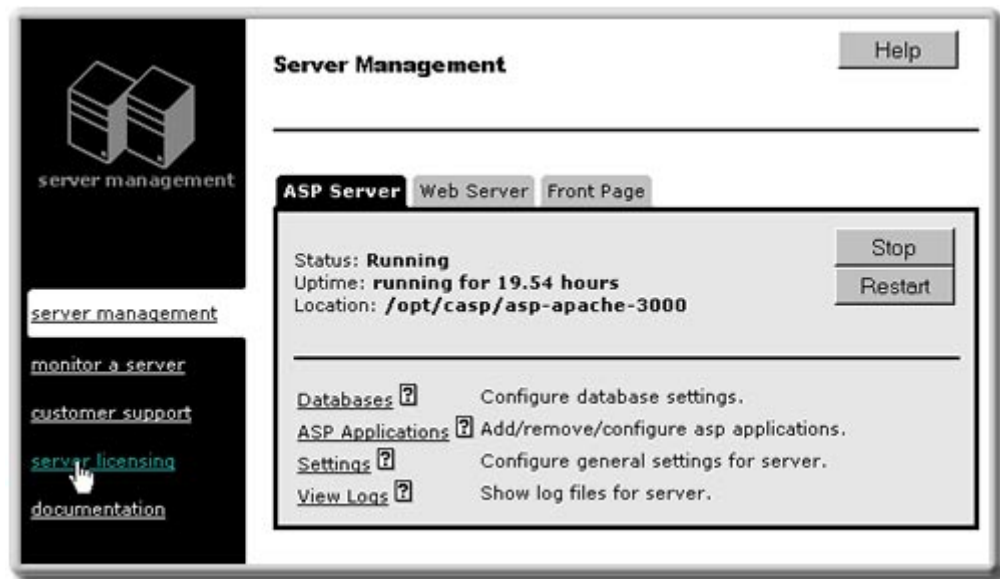 server management
server management
monitor a server
customer support
server licensing
documentation
Server Management
Help
ASP Server
Web Server
Front Page
Status: Running
Uptime: running for 19.54 hours
Location: /opt/casp/asp-apache-3000
Stop
Restart
Databases ? Configure database settings.
ASP Applications ? Add/remove/configure asp applications.
Settings ? Configure general settings for server.
View Logs ? Show log files for server.